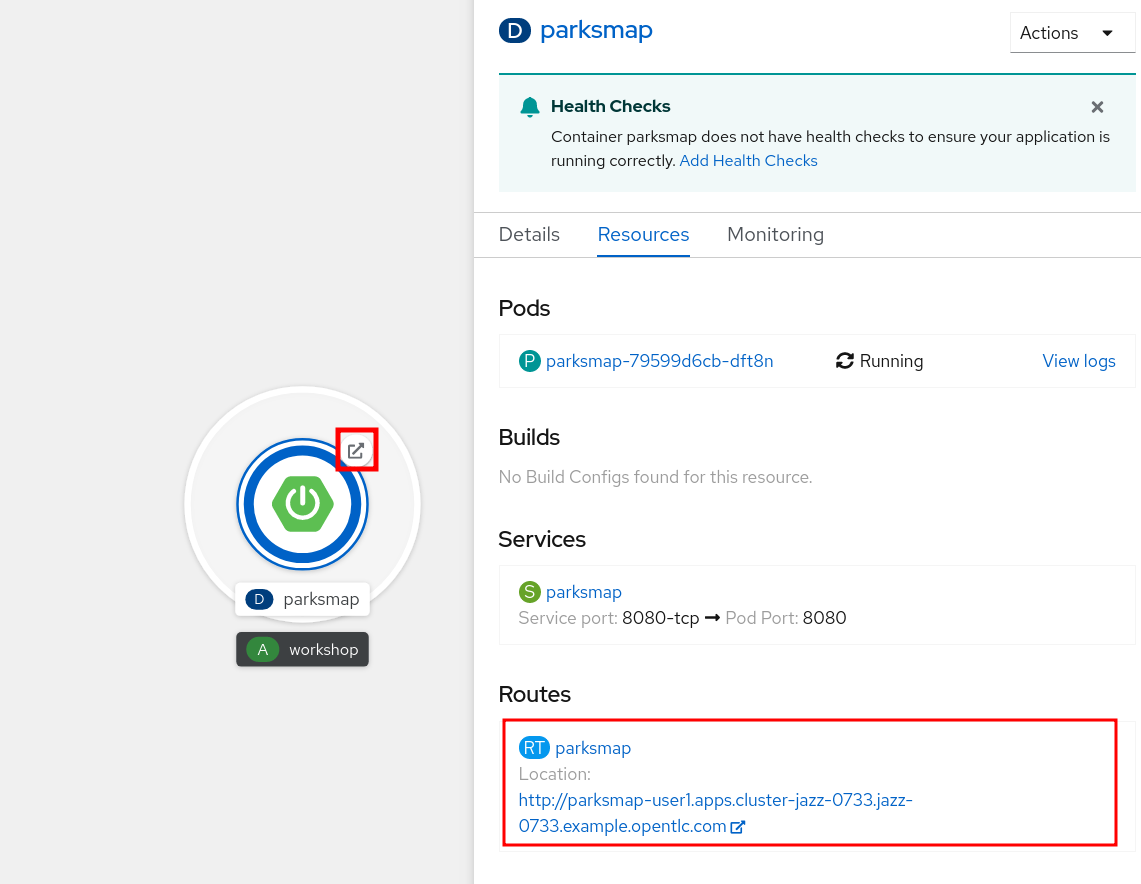 D parksmap
Actions
Health Checks
Container parksmap does not have health checks to ensure your application is
running correctly. Add Health Checks
Details Resources Monitoring
Pods
P parksmap-79599d6cb-dft8n Running View logs
Builds
No Build Configs found for this resource.
Services
S parksmap
Service port: 8080-tcp → Pod Port: 8080
Routes
RT parksmap
Location:
http://parksmap-user1.apps.cluster-jazz-0733.jazz-
0733.example.opentlc.com
D parksmap
A workshop